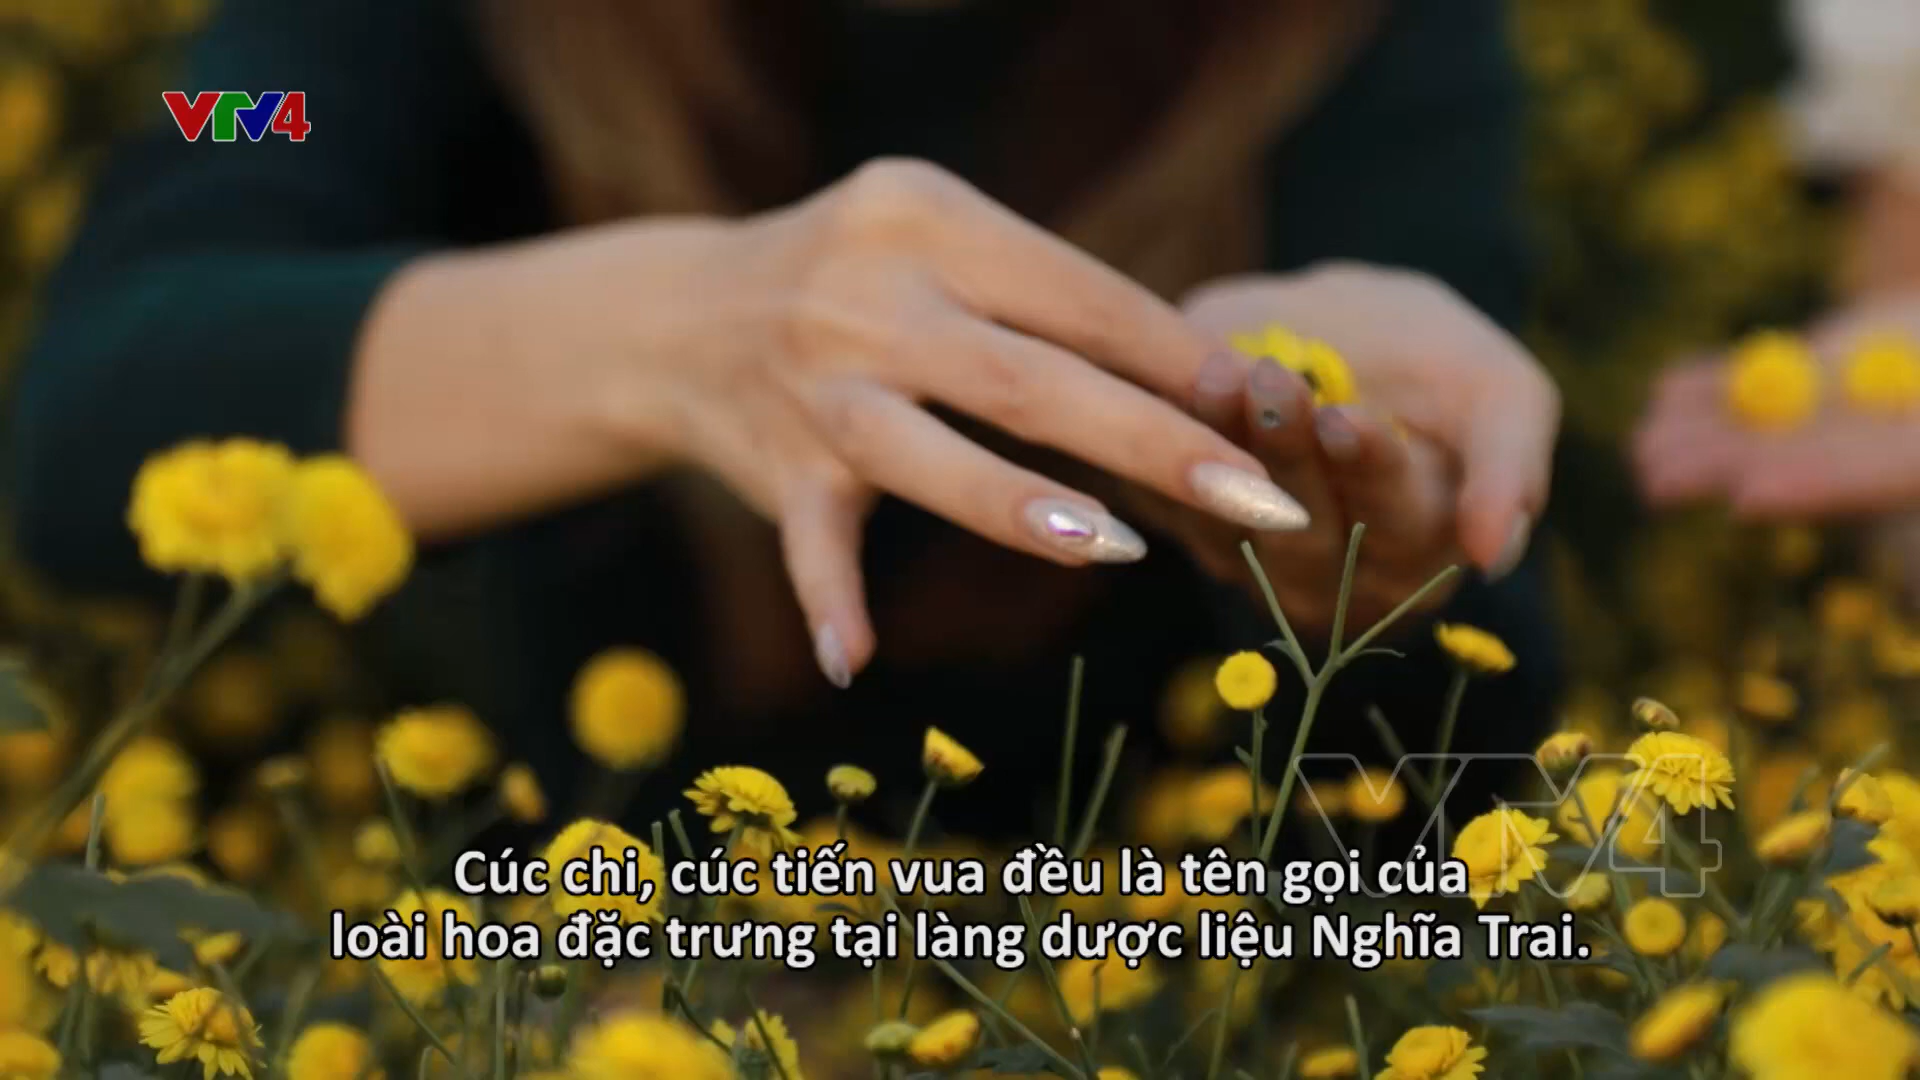 VTV4
Cúc chi, cúc tiến vua đều là tên gọi của
loài hoa đặc trưng tại làng dược liệu Nghĩa Trai.
VTV4